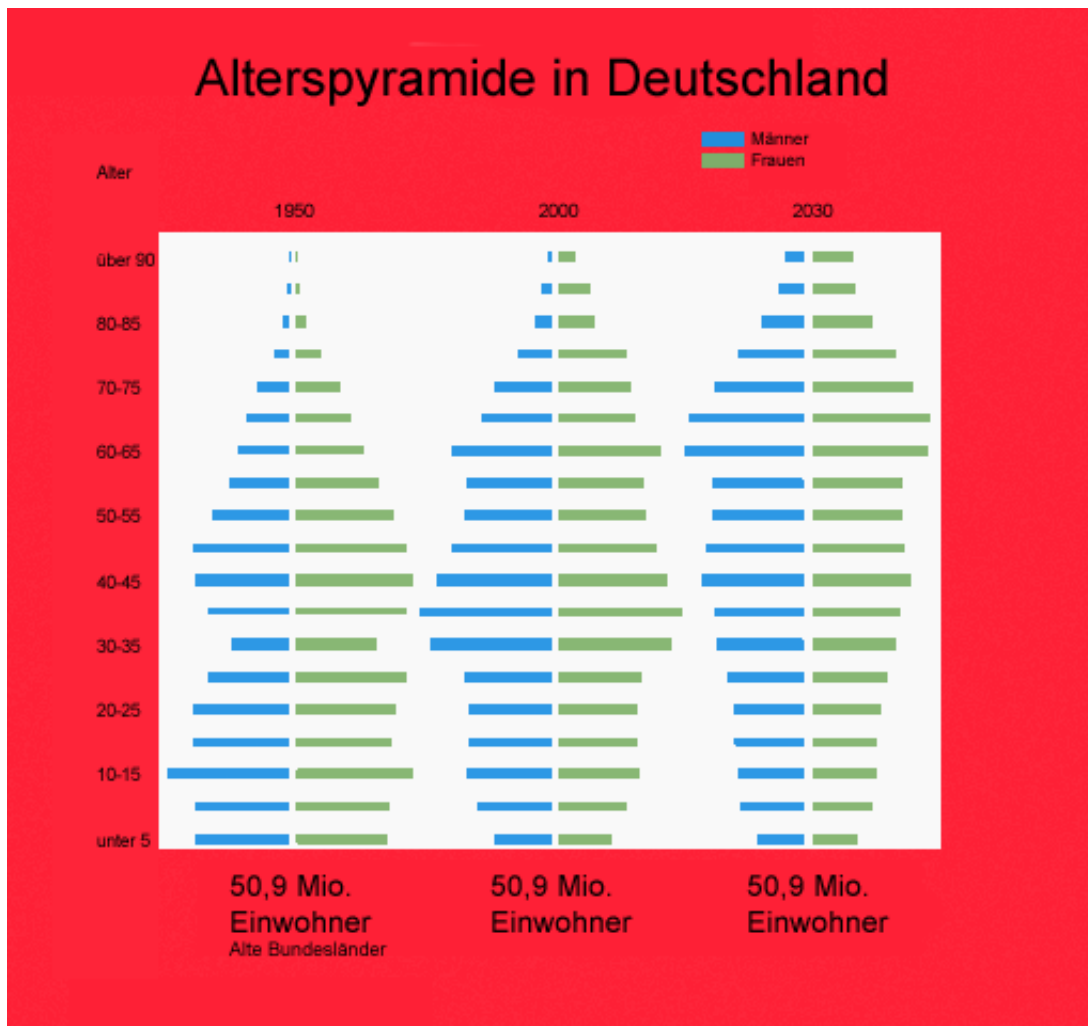 Alterspyramide in Deutschland
Männer
Frauen
Alter
1950 2000 2030
über 90
80-85
70-75
60-65
50-55
40-45
30-35
20-25
10-15
unter 5
50,9 Mio. 50,9 Mio. 50,9 Mio.
Einwohner Einwohner Einwohner
Alte Bundesländer